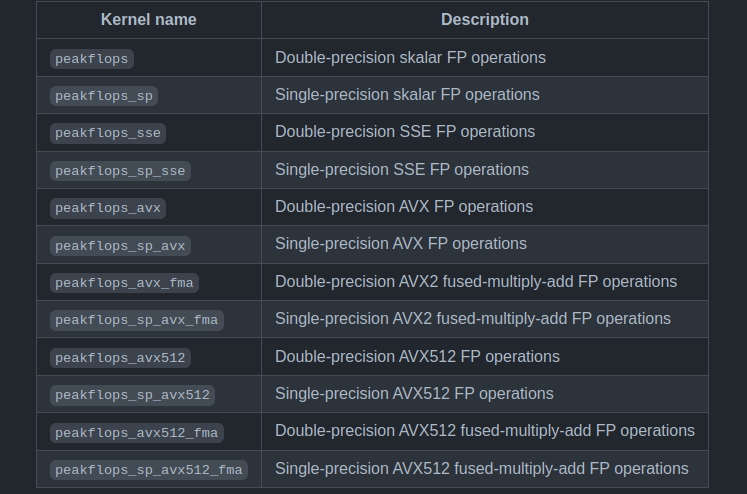 Kernel name Description
peakflops Double-precision skalar FP operations
peakflops_sp Single-precision skalar FP operations
peakflops_sse Double-precision SSE FP operations
peakflops_sp_sse Single-precision SSE FP operations
peakflops_avx Double-precision AVX FP operations
peakflops_sp_avx Single-precision AVX FP operations
peakflops_avx_fma Double-precision AVX2 fused-multiply-add FP operations
peakflops_sp_avx_fma Single-precision AVX2 fused-multiply-add FP operations
peakflops_avx512 Double-precision AVX512 FP operations
peakflops_sp_avx512 Single-precision AVX512 FP operations
peakflops_avx512_fma Double-precision AVX512 fused-multiply-add FP operations
peakflops_sp_avx512_fma Single-precision AVX512 fused-multiply-add FP operations